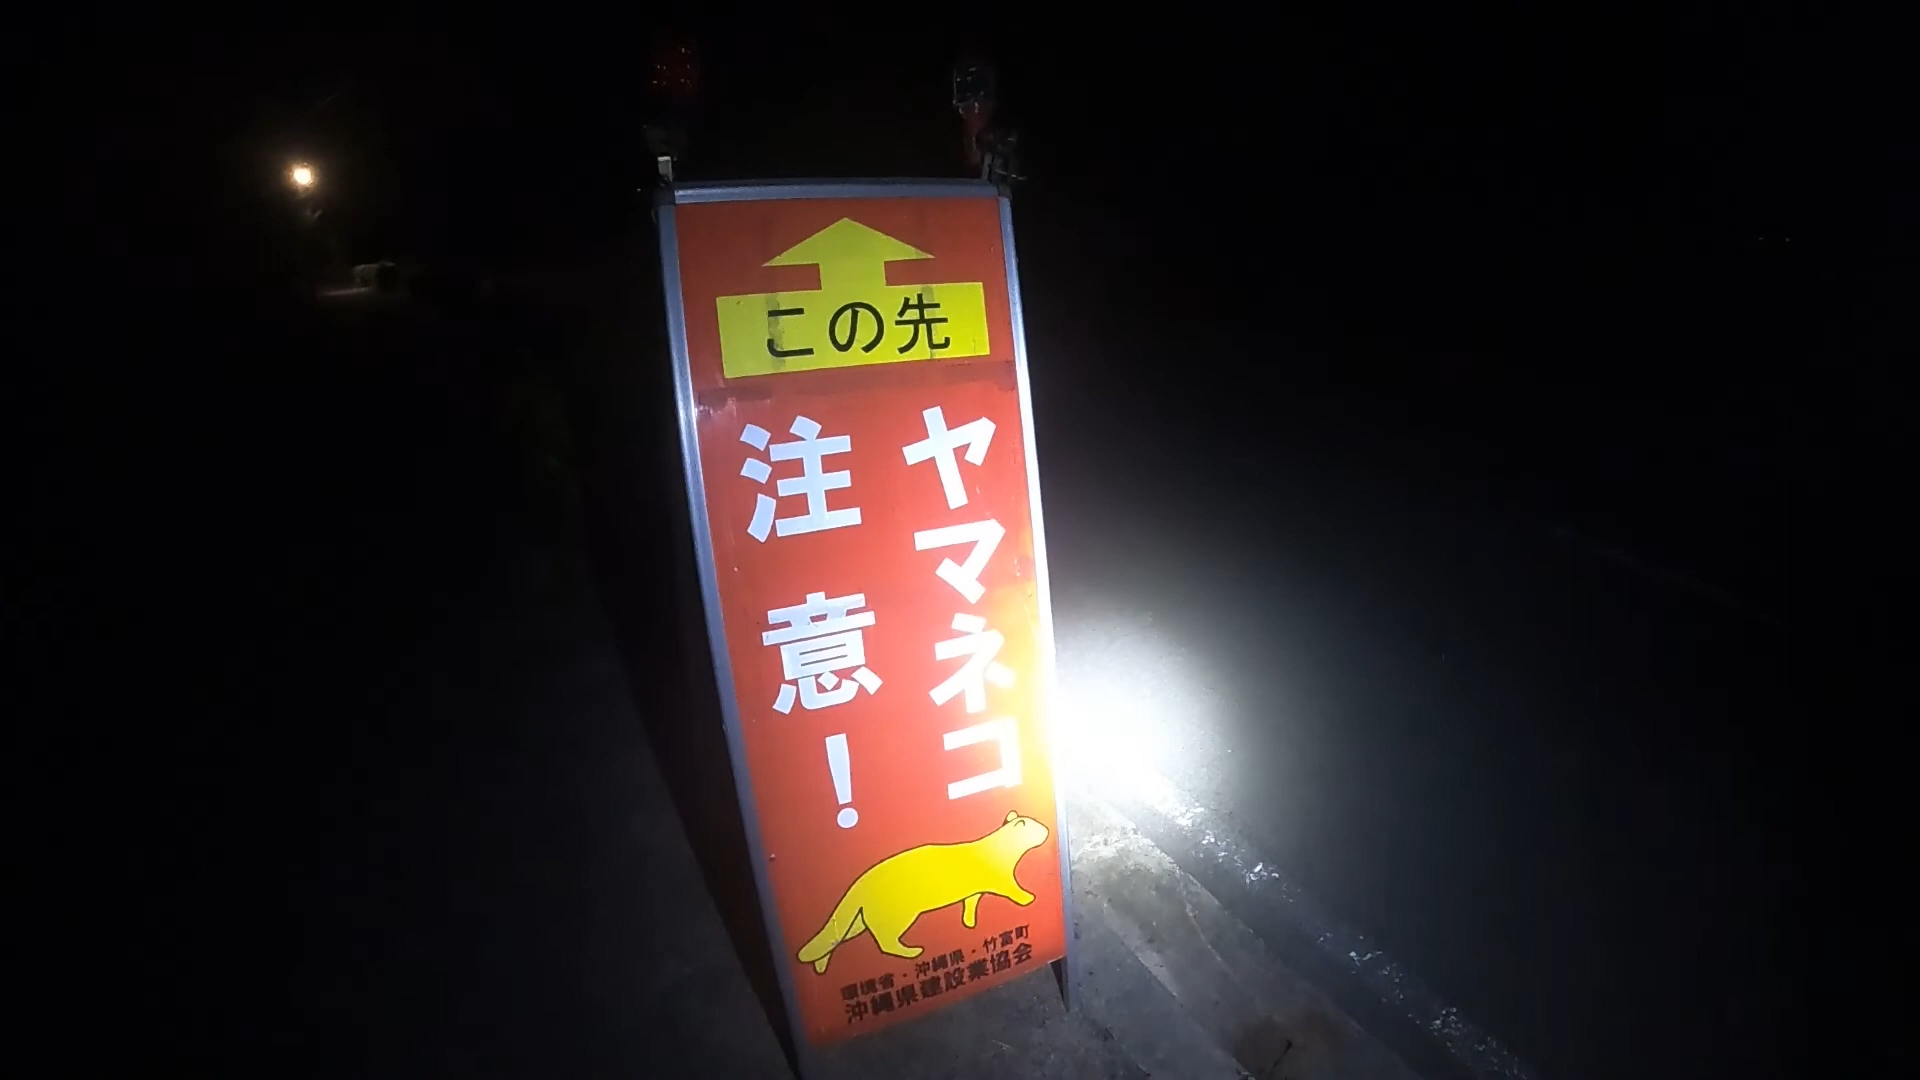 この先
ヤマネコ
注意！
環境省・沖縄県・竹富町
沖縄県建設業協会